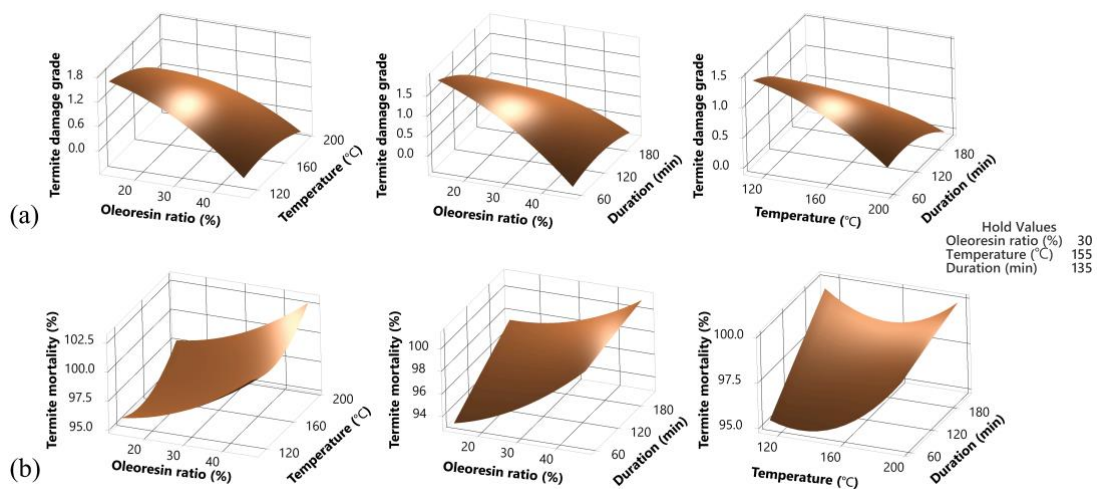 Termite damage grade
1.8
1.2
0.6
0.0
20
30
40
Oleoresin ratio (%)
120
160
200
Temperature (℃)
Termite damage grade
1.5
1.0
0.5
0.0
20
30
40
Oleoresin ratio (%)
60
120
180
Duration (min)
Termite damage grade
1.5
1.0
0.5
0.0
120
160
200
Temperature (℃)
60
120
180
Duration (min)
(a)
Hold Values
Oleoresin ratio (%) 30
Temperature (℃) 155
Duration (min) 135
Termite mortality (%)
102.5
100.0
97.5
95.0
20
30
40
Oleoresin ratio (%)
120
160
200
Temperature (℃)
Termite mortality (%)
100
98
96
94
20
30
40
Oleoresin ratio (%)
60
120
180
Duration (min)
Termite mortality (%)
100.0
97.5
95.0
120
160
200
Temperature (℃)
60
120
180
Duration (min)
(b)